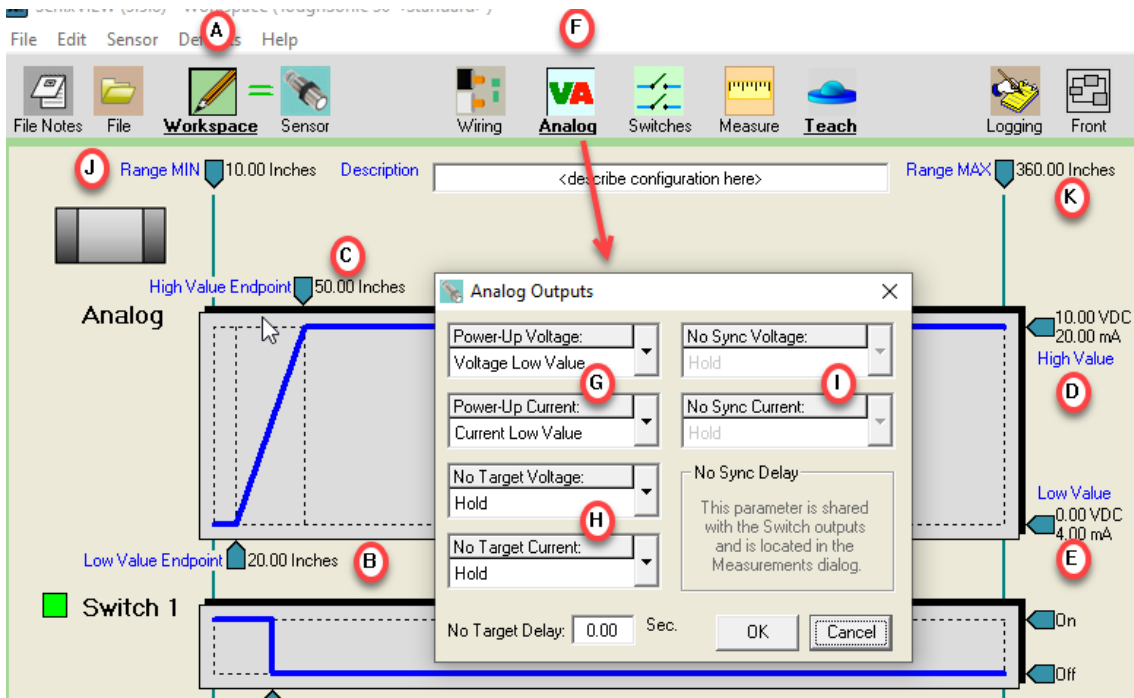 A
F
File Edit Sensor Help
File Notes File Workspace = Sensor Wiring VA Analog Switches Measure Teach Logging Front
J
Range MIN 10.00 Inches Description <describe configuration here> Range MAX 360.00 Inches
K
C
High Value Endpoint 50.00 Inches
Analog
Analog Outputs
10.00 VDC
20.00 mA
High Value
D
Power-Up Voltage:
Voltage Low Value
No Sync Voltage:
Hold
G
I
Power-Up Current:
Current Low Value
No Sync Current:
Hold
No Target Voltage:
Hold
H
No Target Current:
Hold
No Sync Delay
This parameter is shared
with the Switch outputs
and is located in the
Measurements dialog.
Low Value
0.00 VDC
4.00 mA
E
Low Value Endpoint 20.00 Inches
B
Switch 1
No Target Delay: 0.00 Sec.
OK
Cancel
On
Off